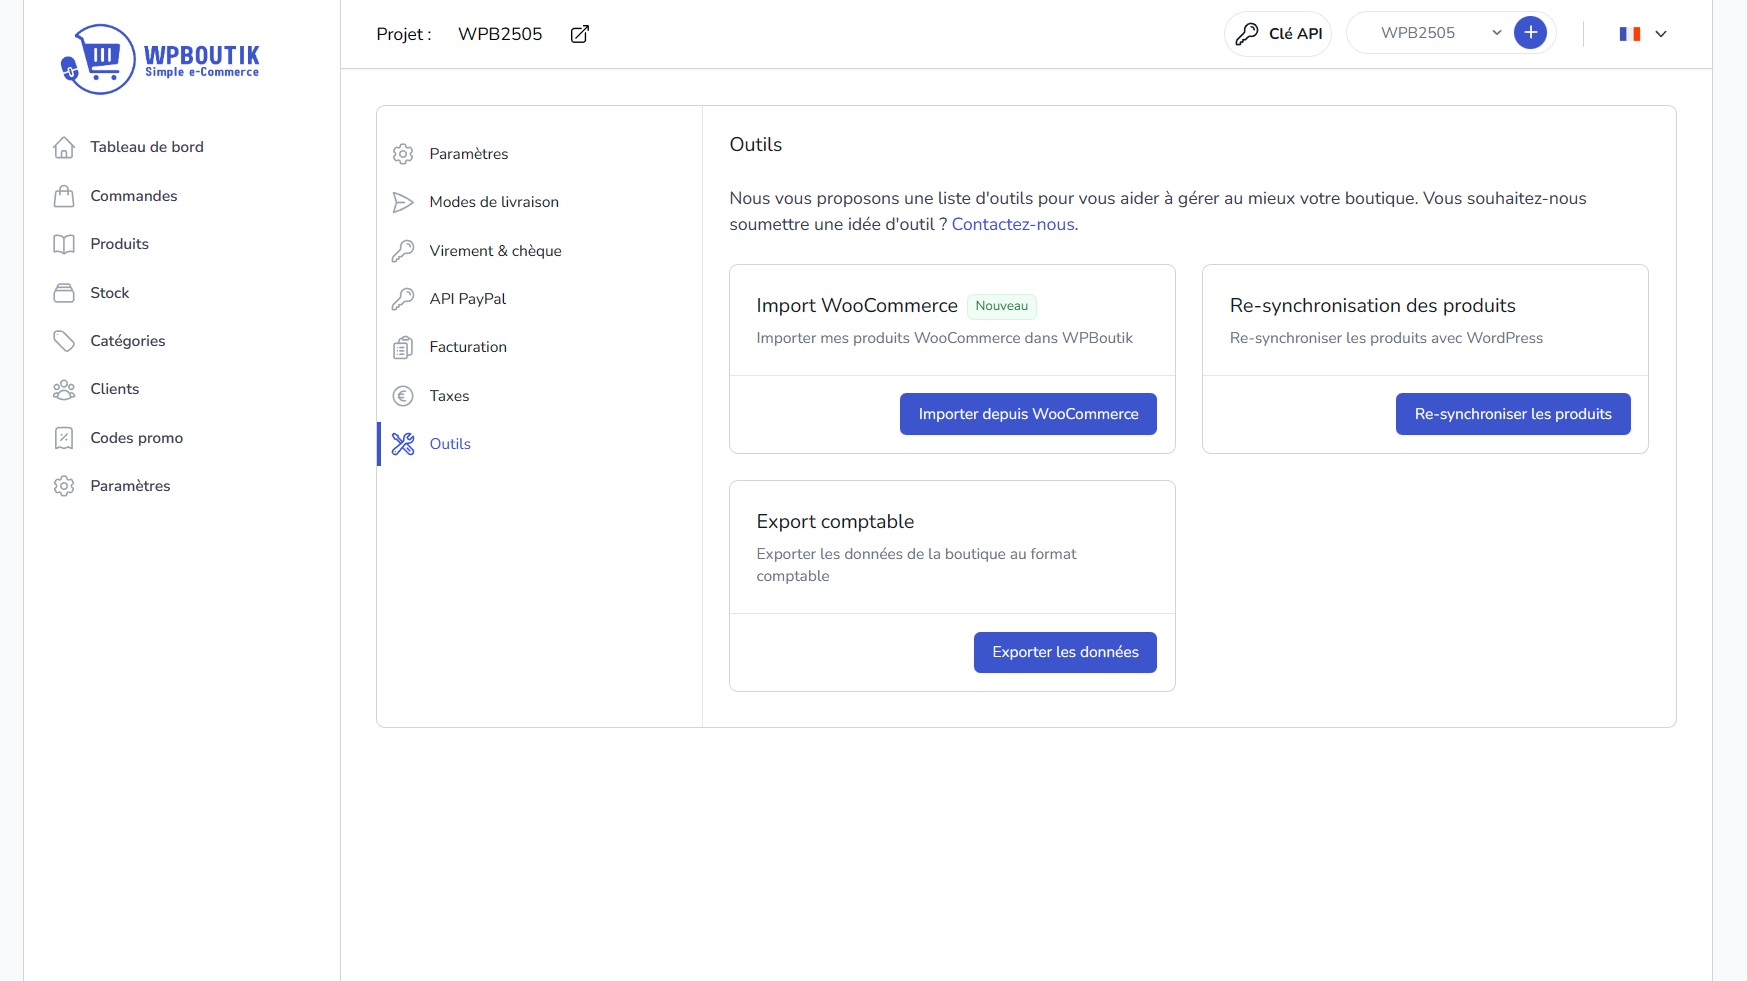 WPBOUTIK
Simple e-Commerce
Tableau de bord
Commandes
Produits
Stock
Catégories
Clients
Codes promo
Paramètres
Projet : WPB2505
Clé API
WPB2505
Paramètres
Modes de livraison
Virement & chèque
API PayPal
Facturation
Taxes
Outils
Outils
Nous vous proposons une liste d'outils pour vous aider à gérer au mieux votre boutique. Vous souhaitez-nous
soumettre une idée d'outil ? Contactez-nous.
Import WooCommerce Nouveau
Importer mes produits WooCommerce dans WPBoutik
Importer depuis WooCommerce
Re-synchronisation des produits
Re-synchroniser les produits avec WordPress
Re-synchroniser les produits
Export comptable
Exporter les données de la boutique au format
comptable
Exporter les données